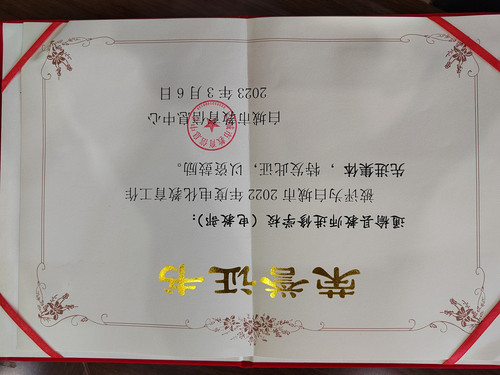 荣誉证书
通榆县教师进修学校（电教部）：
被评为白城市2022年度电化教育工作
先进集体，特发此证，以资鼓励。
白城市教育信息中心
2023年3月6日